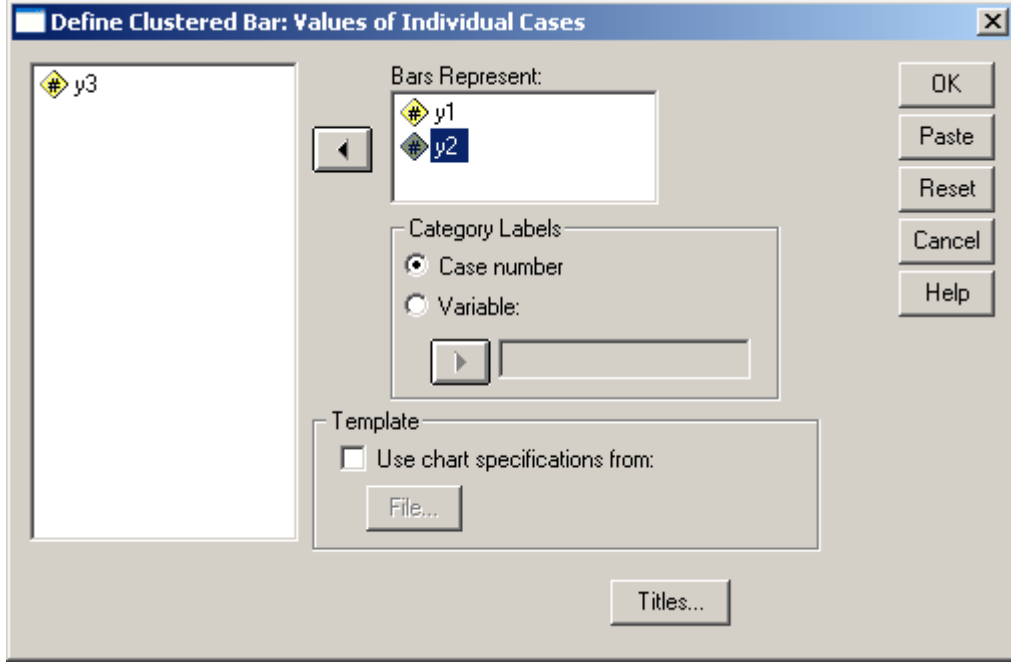 Define Clustered Bar: Values of Individual Cases
y3
Bars Represent:
y1
y2
Category Labels
Case number
Variable:
Template
Use chart specifications from:
File...
Titles...
OK
Paste
Reset
Cancel
Help